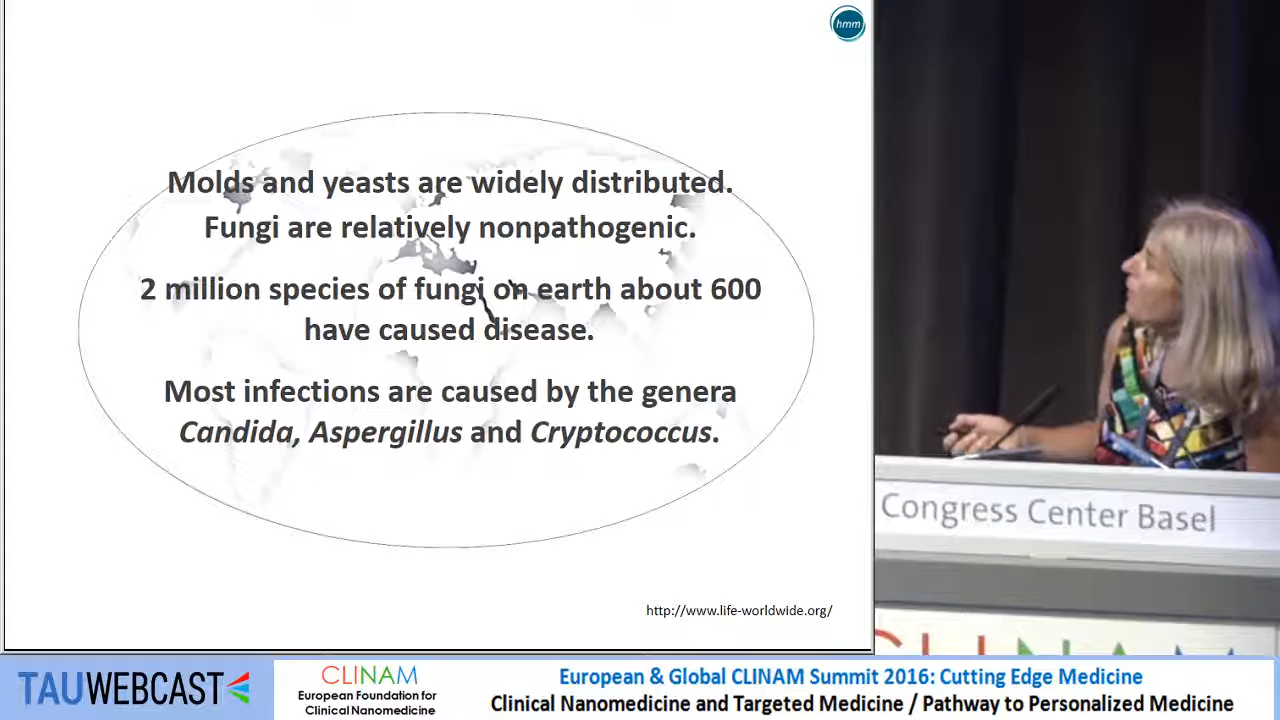 hmm
Molds and yeasts are widely distributed.
Fungi are relatively nonpathogenic.
2 million species of fungi on earth about 600
have caused disease.
Most infections are caused by the genera
Candida, Aspergillus and Cryptococcus.
http://www.life-worldwide.org/
Congress Center Basel
CLINAM
TAUWEBCAST
CLINAM
European Foundation for
Clinical Nanomedicine
European & Global CLINAM Summit 2016: Cutting Edge Medicine
Clinical Nanomedicine and Targeted Medicine / Pathway to Personalized Medicine